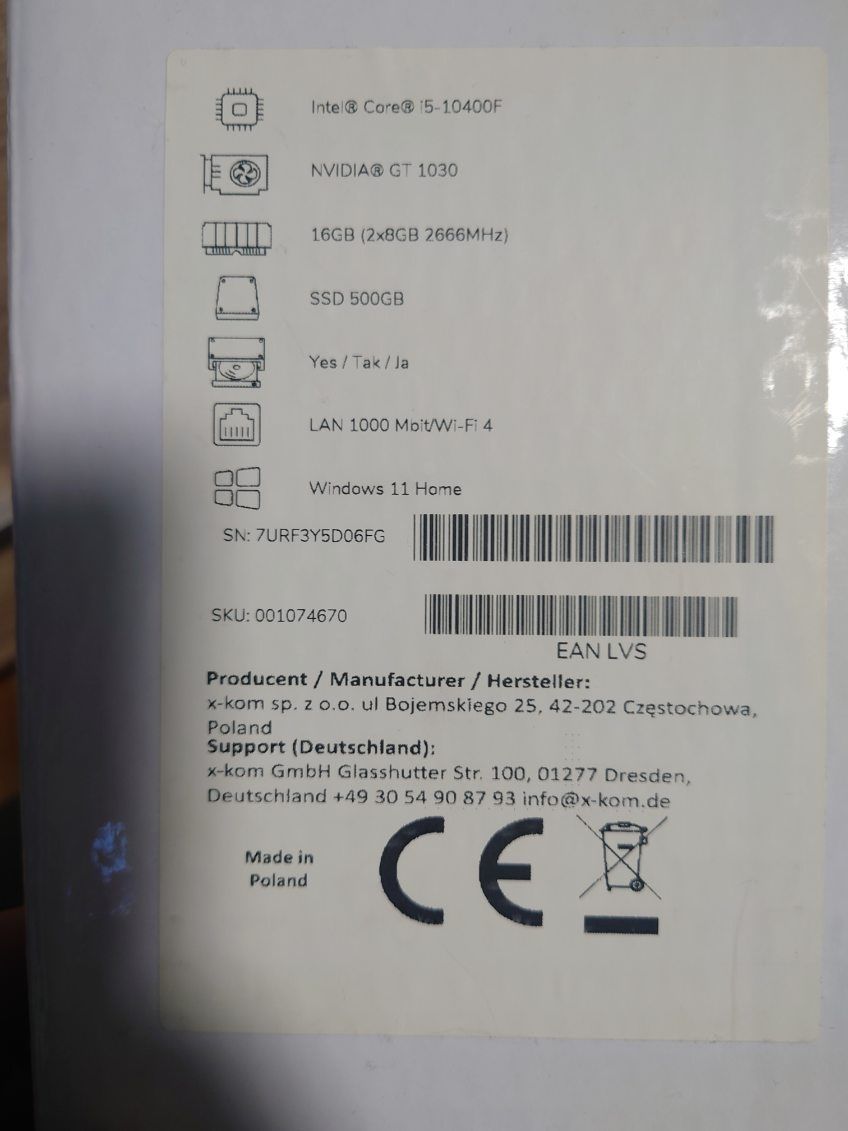 Intel® Core® i5-10400F
NVIDIA® GT 1030
16GB (2x8GB 2666MHz)
SSD 500GB
Yes / Tak / Ja
LAN 1000 Mbit/Wi-Fi 4
Windows 11 Home
SN: 7URF3Y5D06FG
SKU: 001074670
EAN LVS
Producent / Manufacturer / Hersteller:
x-kom sp. z o.o. ul Bojemskiego 25, 42-202 Częstochowa,
Poland
Support (Deutschland):
x-kom GmbH Glasshutter Str. 100, 01277 Dresden,
Deutschland +49 30 54 90 87 93 info@x-kom.de
Made in
Poland
CE